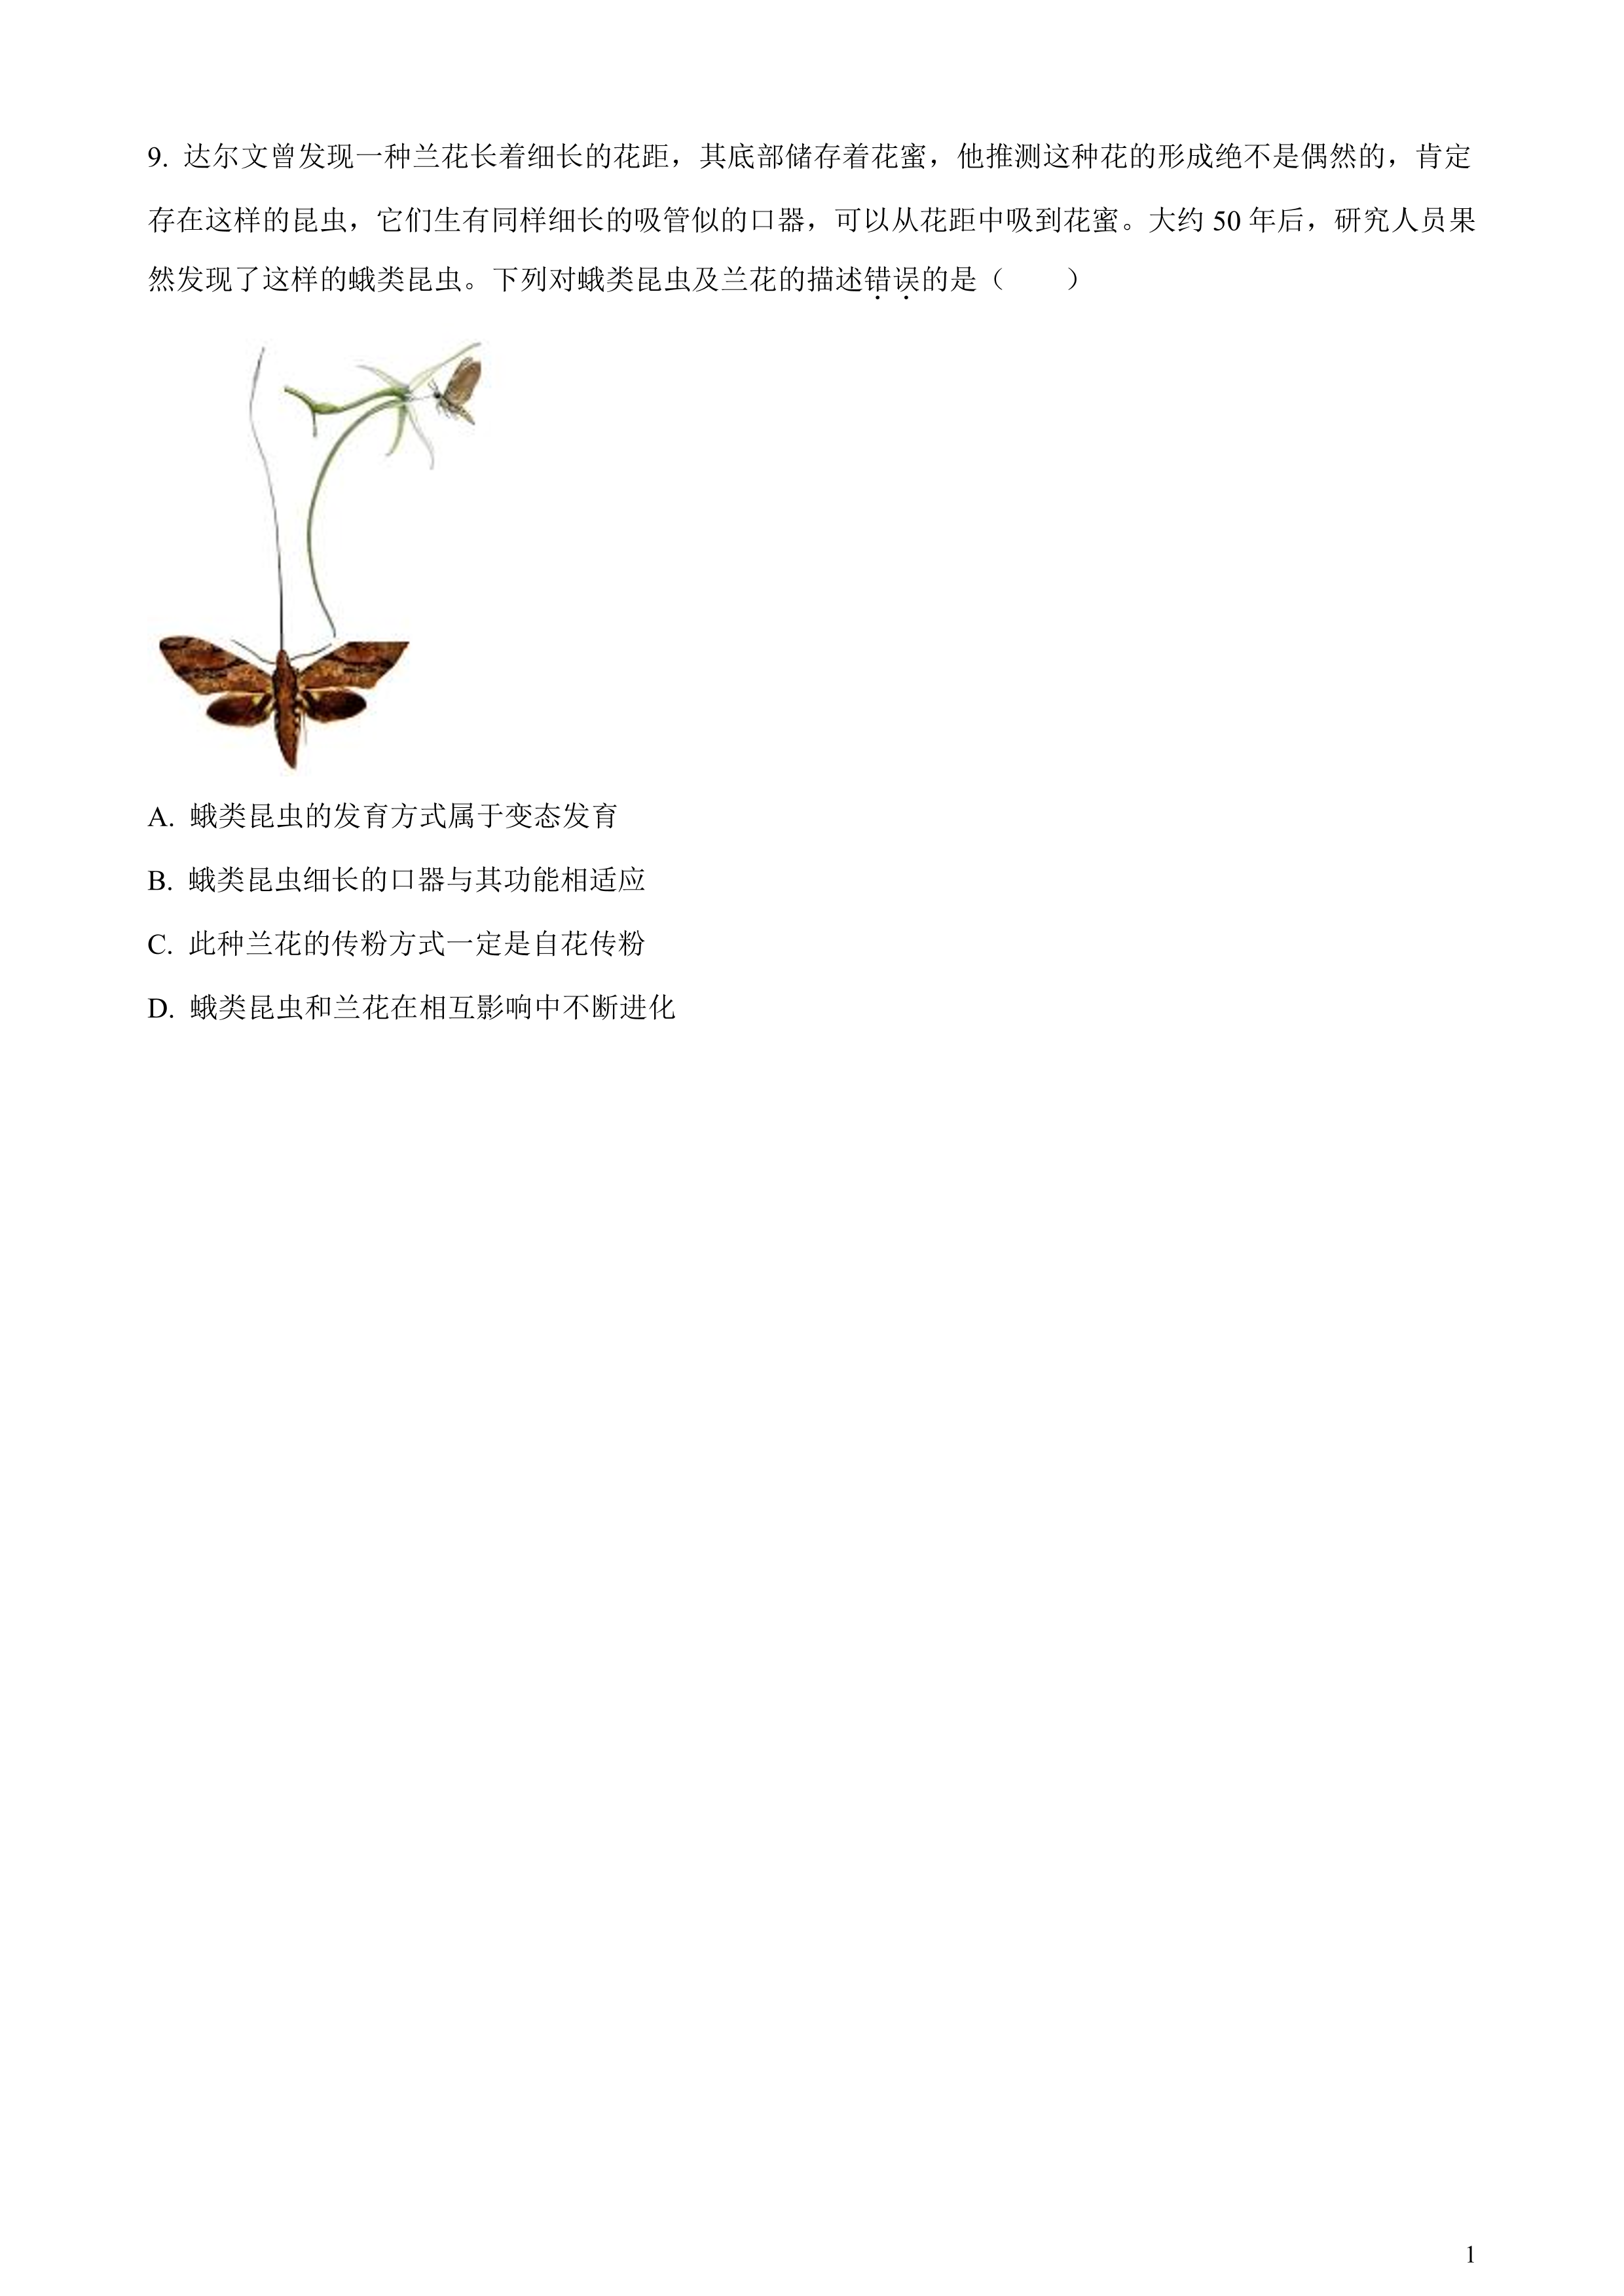 9. 达尔文曾发现一种兰花长着细长的花距，其底部储存着花蜜，他推测这种花的形成绝不是偶然的，肯定
存在这样的昆虫，它们生有同样细长的吸管似的口器，可以从花距中吸到花蜜。大约 50 年后，研究人员果
然发现了这样的蛾类昆虫。下列对蛾类昆虫及兰花的描述错误的是（　　）
A. 蛾类昆虫的发育方式属于变态发育
B. 蛾类昆虫细长的口器与其功能相适应
C. 此种兰花的传粉方式一定是自花传粉
D. 蛾类昆虫和兰花在相互影响中不断进化
1